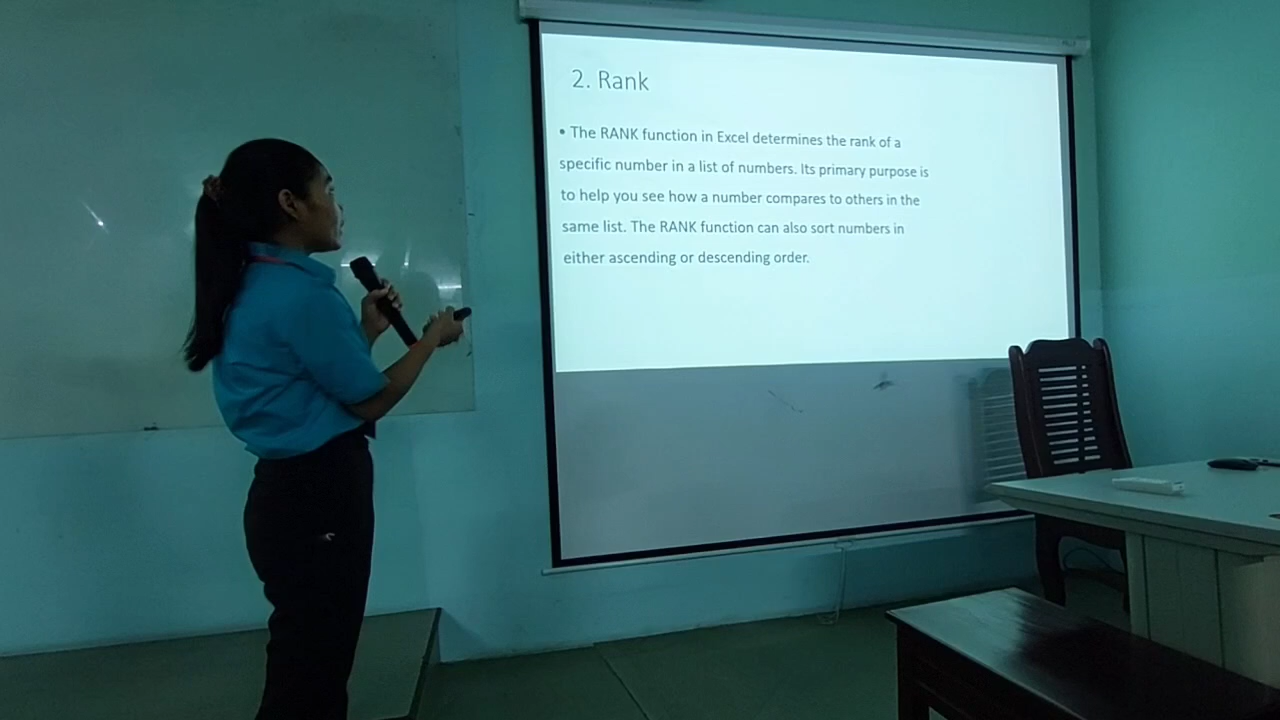 2. Rank
• The RANK function in Excel determines the rank of a
specific number in a list of numbers. Its primary purpose is
to help you see how a number compares to others in the
same list. The RANK function can also sort numbers in
either ascending or descending order.